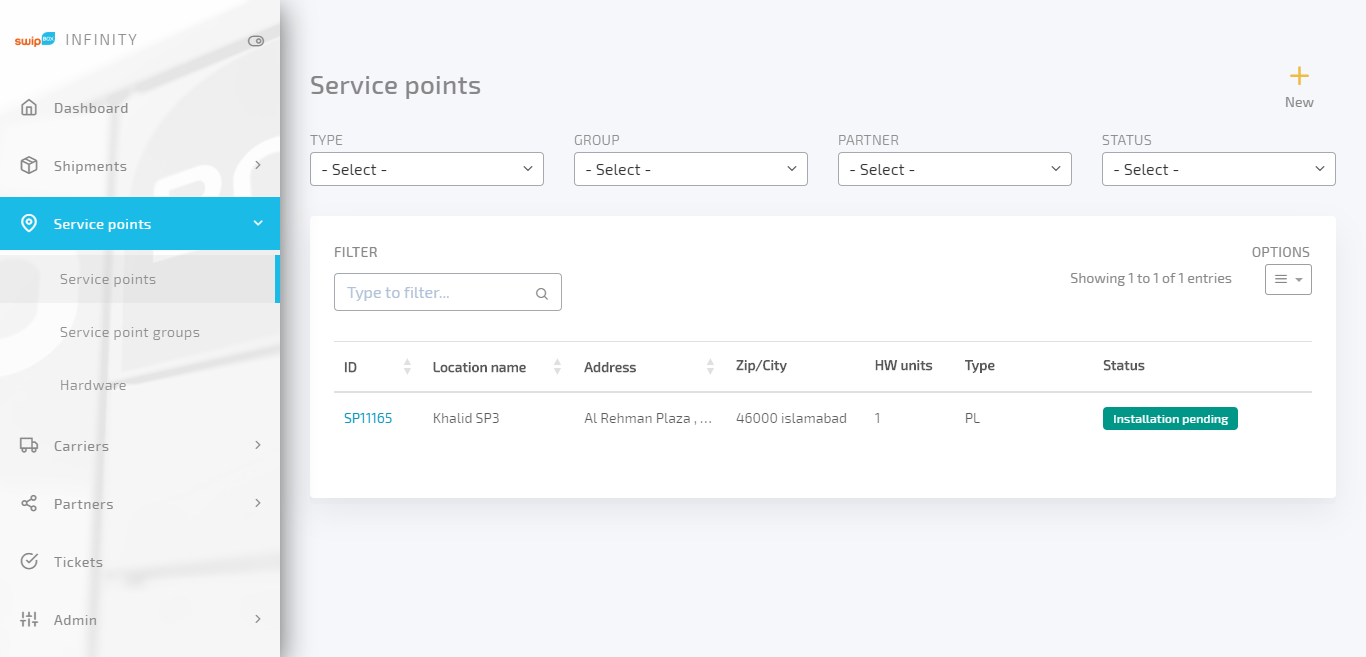 swipBOX INFINITY
Dashboard
Shipments
Service points
Service points
Service point groups
Hardware
Carriers
Partners
Tickets
Admin
Service points
New
TYPE GROUP PARTNER STATUS
- Select - - Select - - Select - - Select -
FILTER OPTIONS
Type to filter... Showing 1 to 1 of 1 entries
ID Location name Address Zip/City HW units Type Status
SP11165 Khalid SP3 Al Rehman Plaza , ... 46000 islamabad 1 PL Installation pending